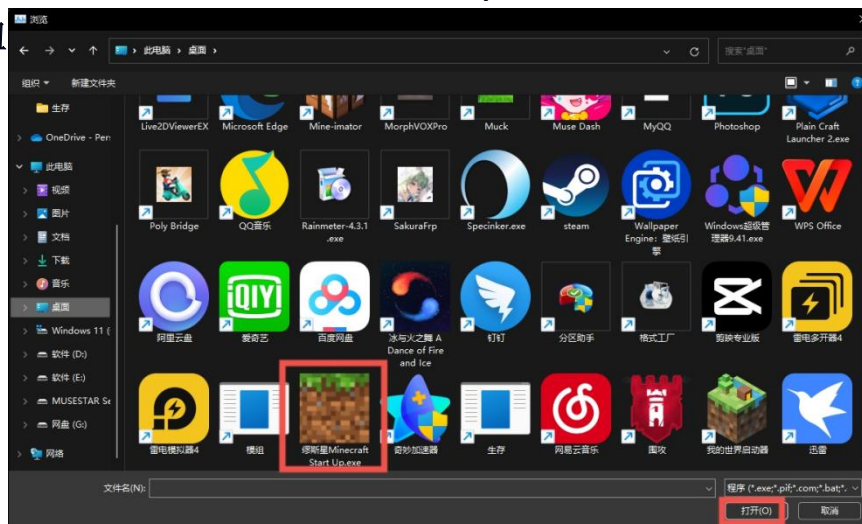 浏览
此电脑 › 桌面 ›
搜索"桌面"
组织
新建文件夹
生存
OneDrive - Per
此电脑
视频
图片
文档
下载
音乐
桌面
Windows 11 (
软件 (D:)
软件 (E:)
MUSESTAR Se
网盘 (G:)
网络
Live2DViewerEX
Microsoft Edge
Mine-imator
MorphVOXPro
Muck
Muse Dash
MyQQ
Photoshop
Plain Craft
Launcher 2.exe
Poly Bridge
QQ音乐
Rainmeter-4.3.1
.exe
SakuraFrp
Specinker.exe
steam
Wallpaper
Engine：壁纸引
擎
Windows超级管
理器9.41.exe
WPS Office
阿里云盘
iQIYI
爱奇艺
百度网盘
冰与火之舞 A
Dance of Fire
and Ice
钉钉
分区助手
格式工厂
剪映专业版
雷电多开器4
雷电模拟器4
模组
缪斯星Minecraft
Start Up.exe
奇妙加速器
生存
网易云音乐
围攻
我的世界启动器
迅雷
文件名(N):
程序 (*.exe;*.pif;*.com;*.bat;*.
打开(O)
取消